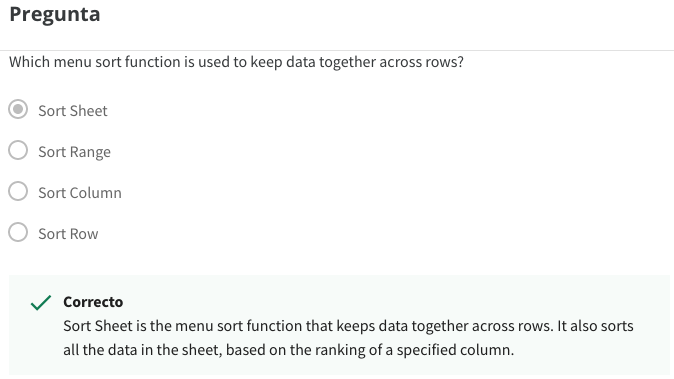 Pregunta
Which menu sort function is used to keep data together across rows?
Sort Sheet
Sort Range
Sort Column
Sort Row
Correcto
Sort Sheet is the menu sort function that keeps data together across rows. It also sorts
all the data in the sheet, based on the ranking of a specified column.